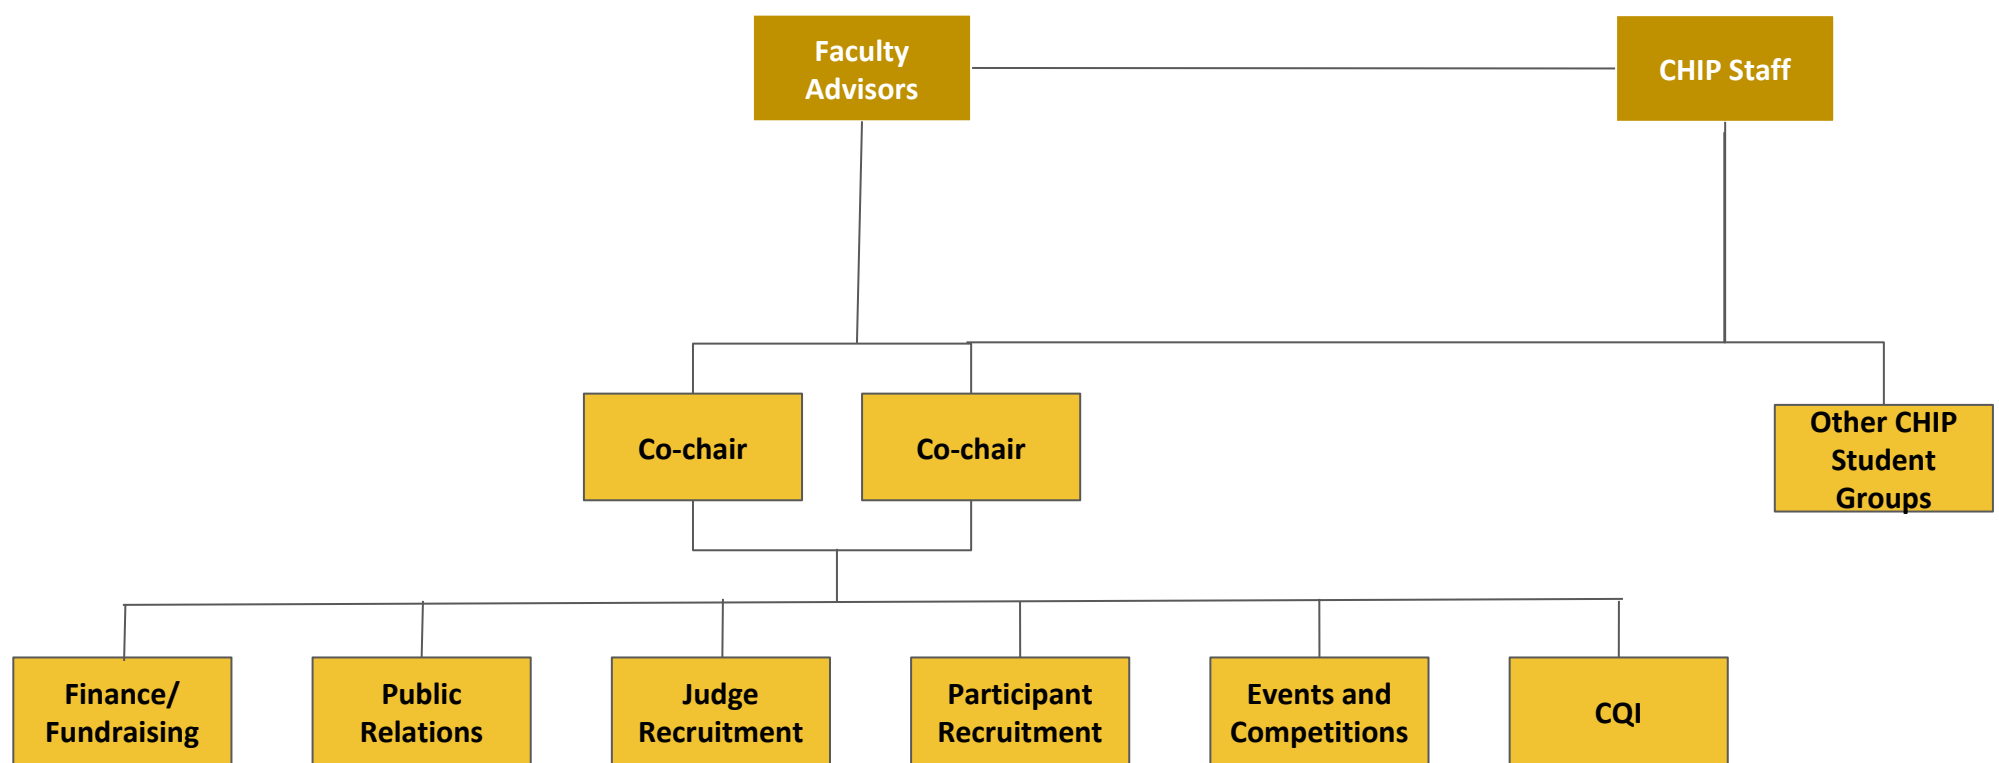 Faculty
Advisors
CHIP Staff
Co-chair
Co-chair
Other CHIP
Student
Groups
Finance/
Fundraising
Public
Relations
Judge
Recruitment
Participant
Recruitment
Events and
Competitions
CQI